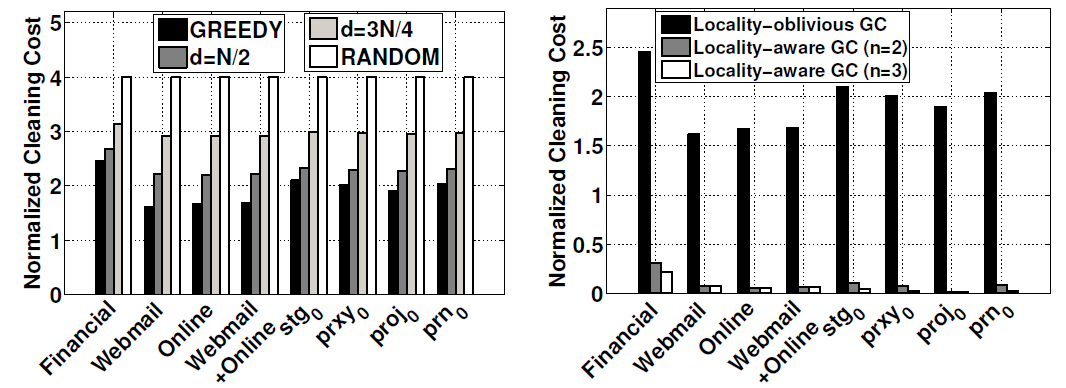 Normalized Cleaning Cost
5
4
3
2
1
0
GREEDY
d=N/2
d=3N/4
RANDOM
Financial
Webmail
Online
Webmail
+Online
stg0
prxy0
proj0
prn0
Normalized Cleaning Cost
2.5
2
1.5
1
0.5
0
Locality-oblivious GC
Locality-aware GC (n=2)
Locality-aware GC (n=3)
Financial
Webmail
Online
Webmail
+Online
stg0
prxy0
proj0
prn0